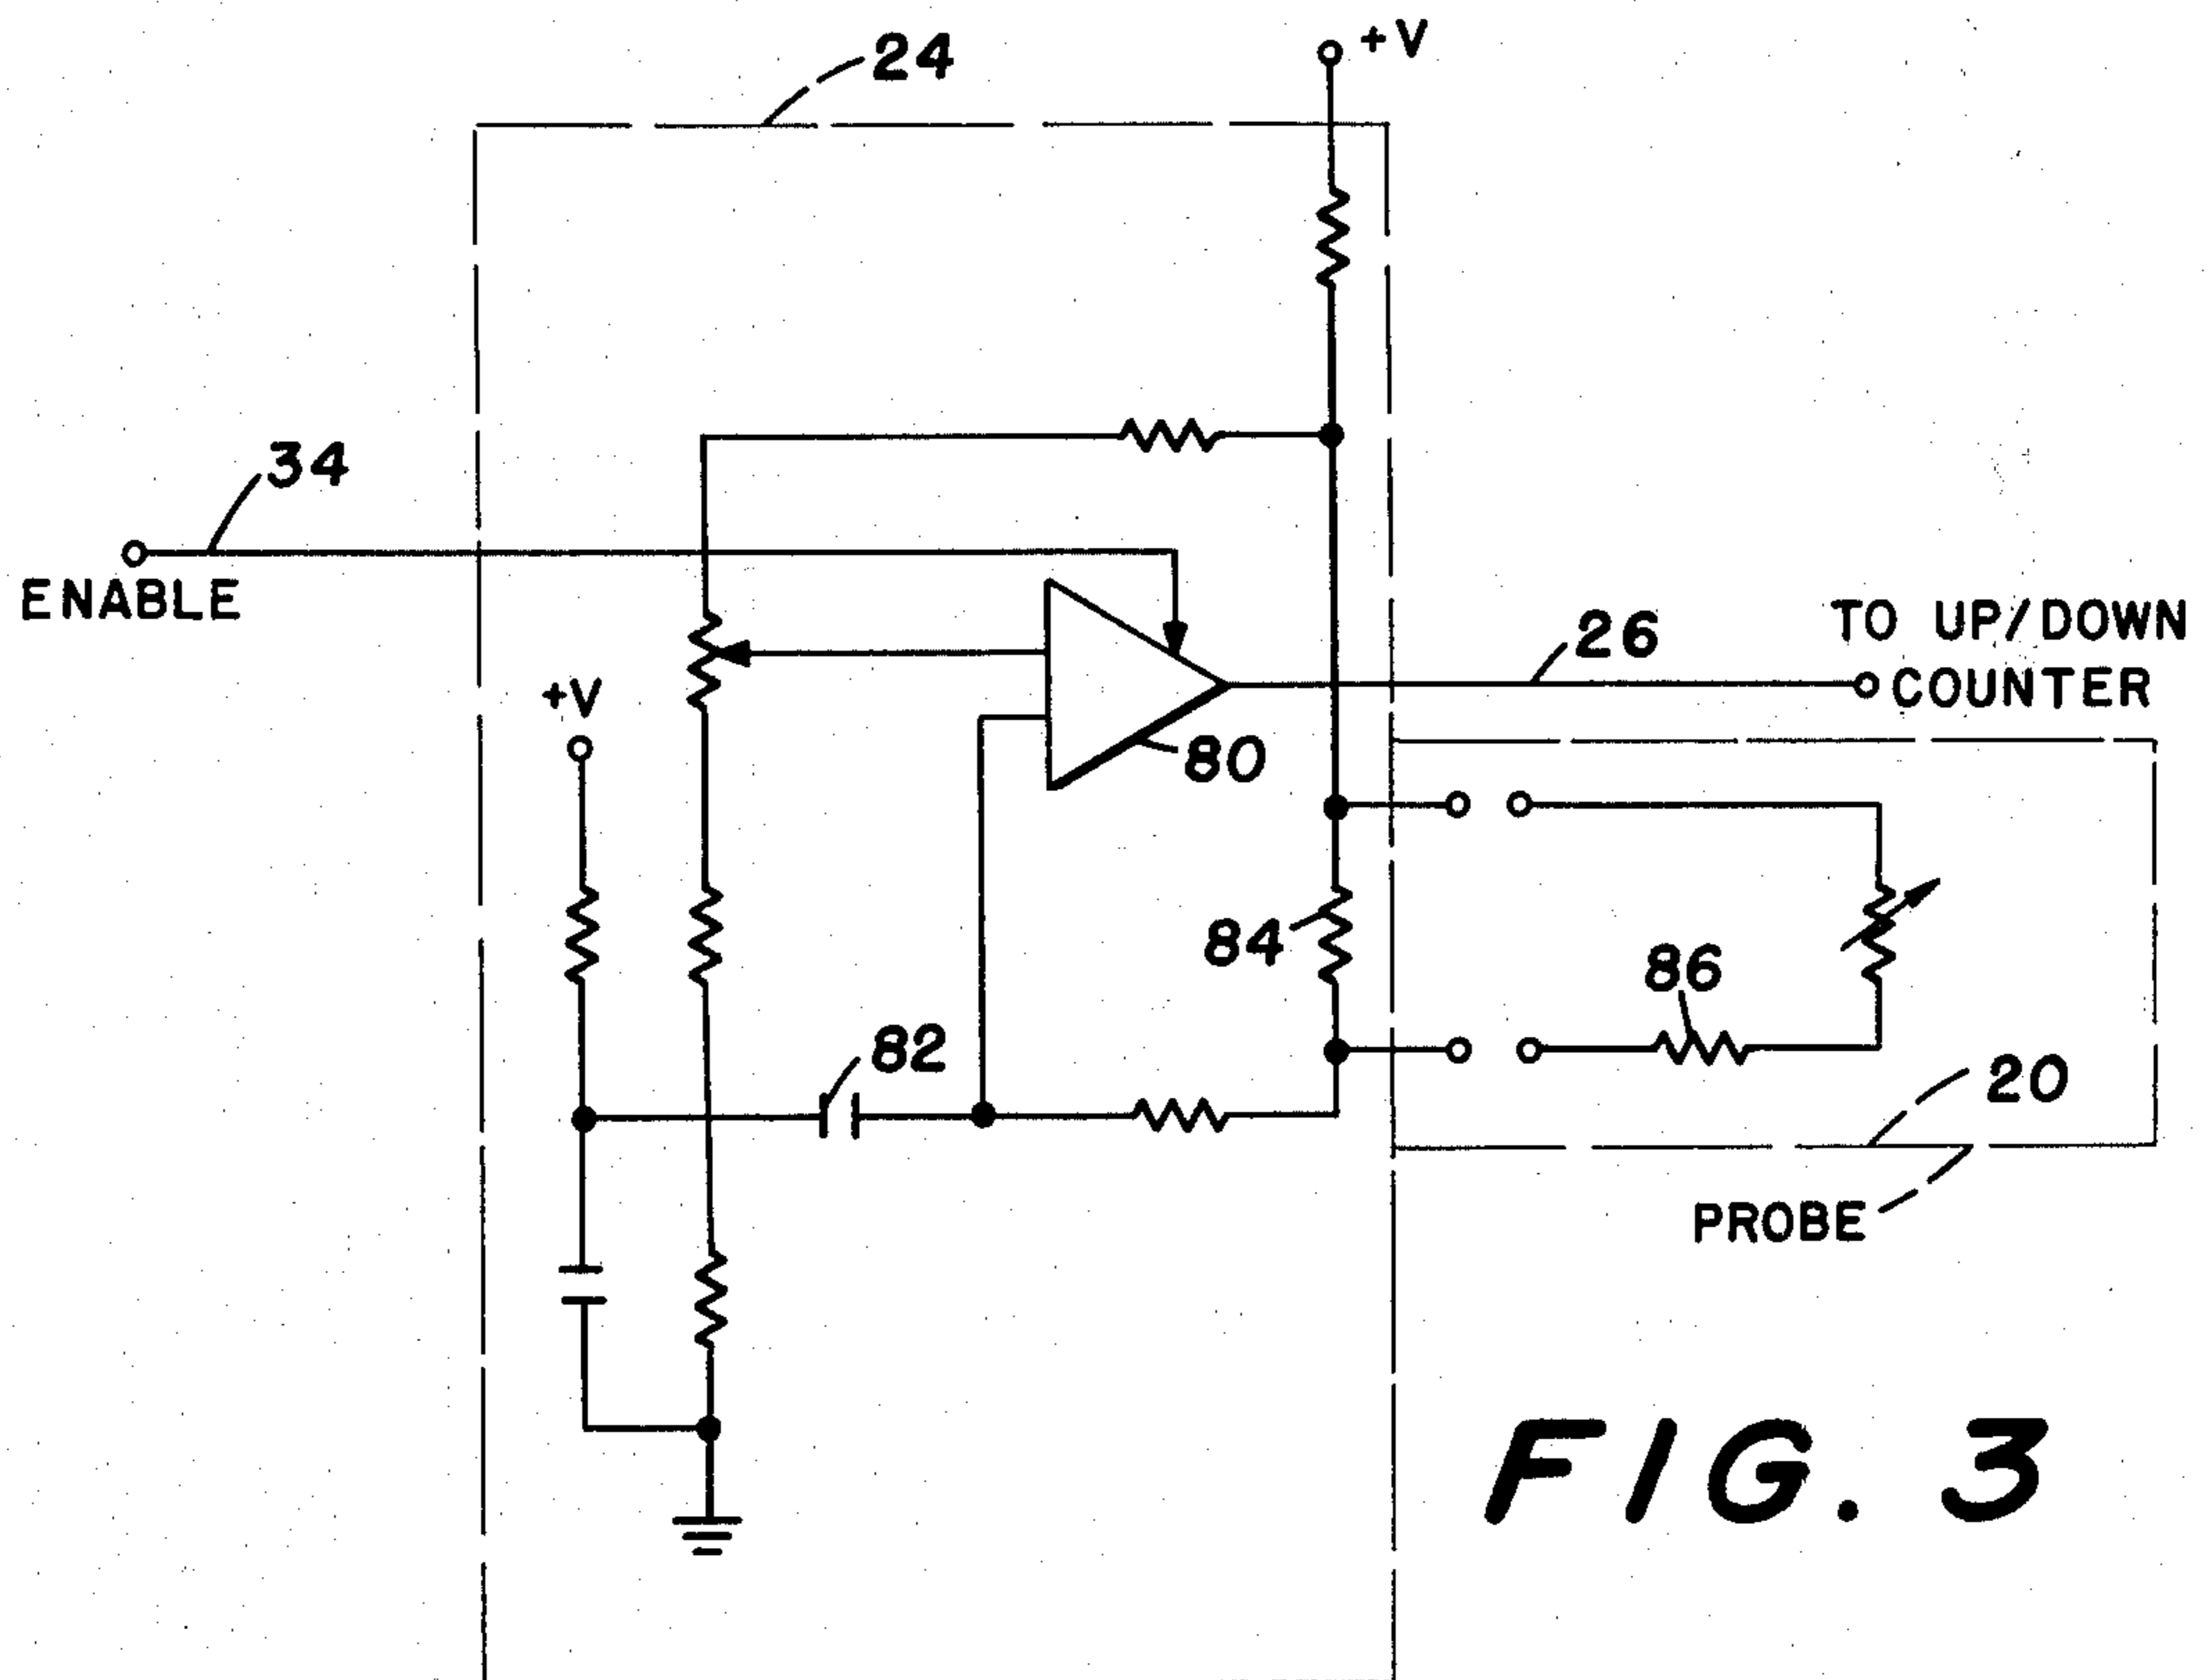 24
+V
34
ENABLE
26
TO UP/DOWN
COUNTER
+V
80
84
86
82
20
PROBE
FIG. 3